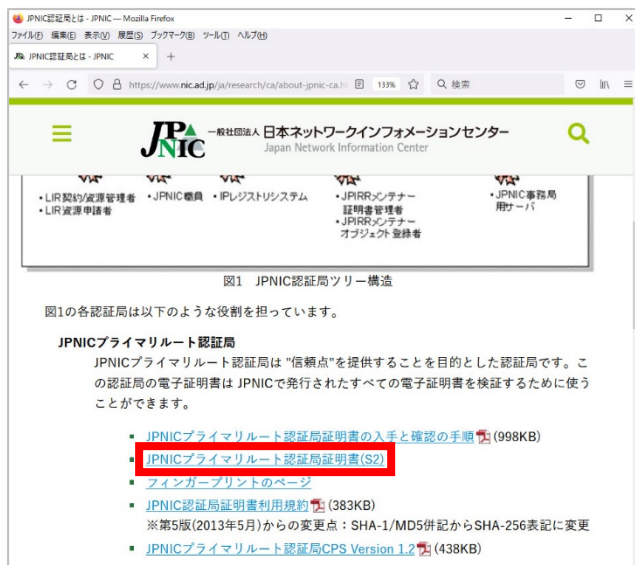 JPNIC認証局とは - JPNIC — Mozilla Firefox
ファイル(F) 編集(E) 表示(V) 履歴(S) ブックマーク(B) ツール(T) ヘルプ(H)
JPNIC認証局とは - JPNIC
https://www.nic.ad.jp/ja/research/ca/about-jpnic-ca.ht 133% 検索
JPNIC 一般社団法人 日本ネットワークインフォメーションセンター
Japan Network Information Center
・LIR契約/資源管理者 ・JPNIC職員 ・IPレジストリシステム ・JPIRRメンテナー ・JPNIC事務局
・LIR資源申請者 証明書管理者 用サーバ
・JPIRRメンテナー
オブジェクト登録者
図1 JPNIC認証局ツリー構造
図1の各認証局は以下のような役割を担っています。
JPNICプライマリルート認証局
JPNICプライマリルート認証局は "信頼点"を提供することを目的とした認証局です。こ
の認証局の電子証明書は JPNICで発行されたすべての電子証明書を検証するために使う
ことができます。
JPNICプライマリルート認証局証明書の入手と確認の手順 (998KB)
JPNICプライマリルート認証局証明書(S2)
フィンガープリントのページ
JPNIC認証局証明書利用規約 (383KB)
※第5版(2013年5月)からの変更点：SHA-1/MD5併記からSHA-256表記に変更
JPNICプライマリルート認証局CPS Version 1.2 (438KB)